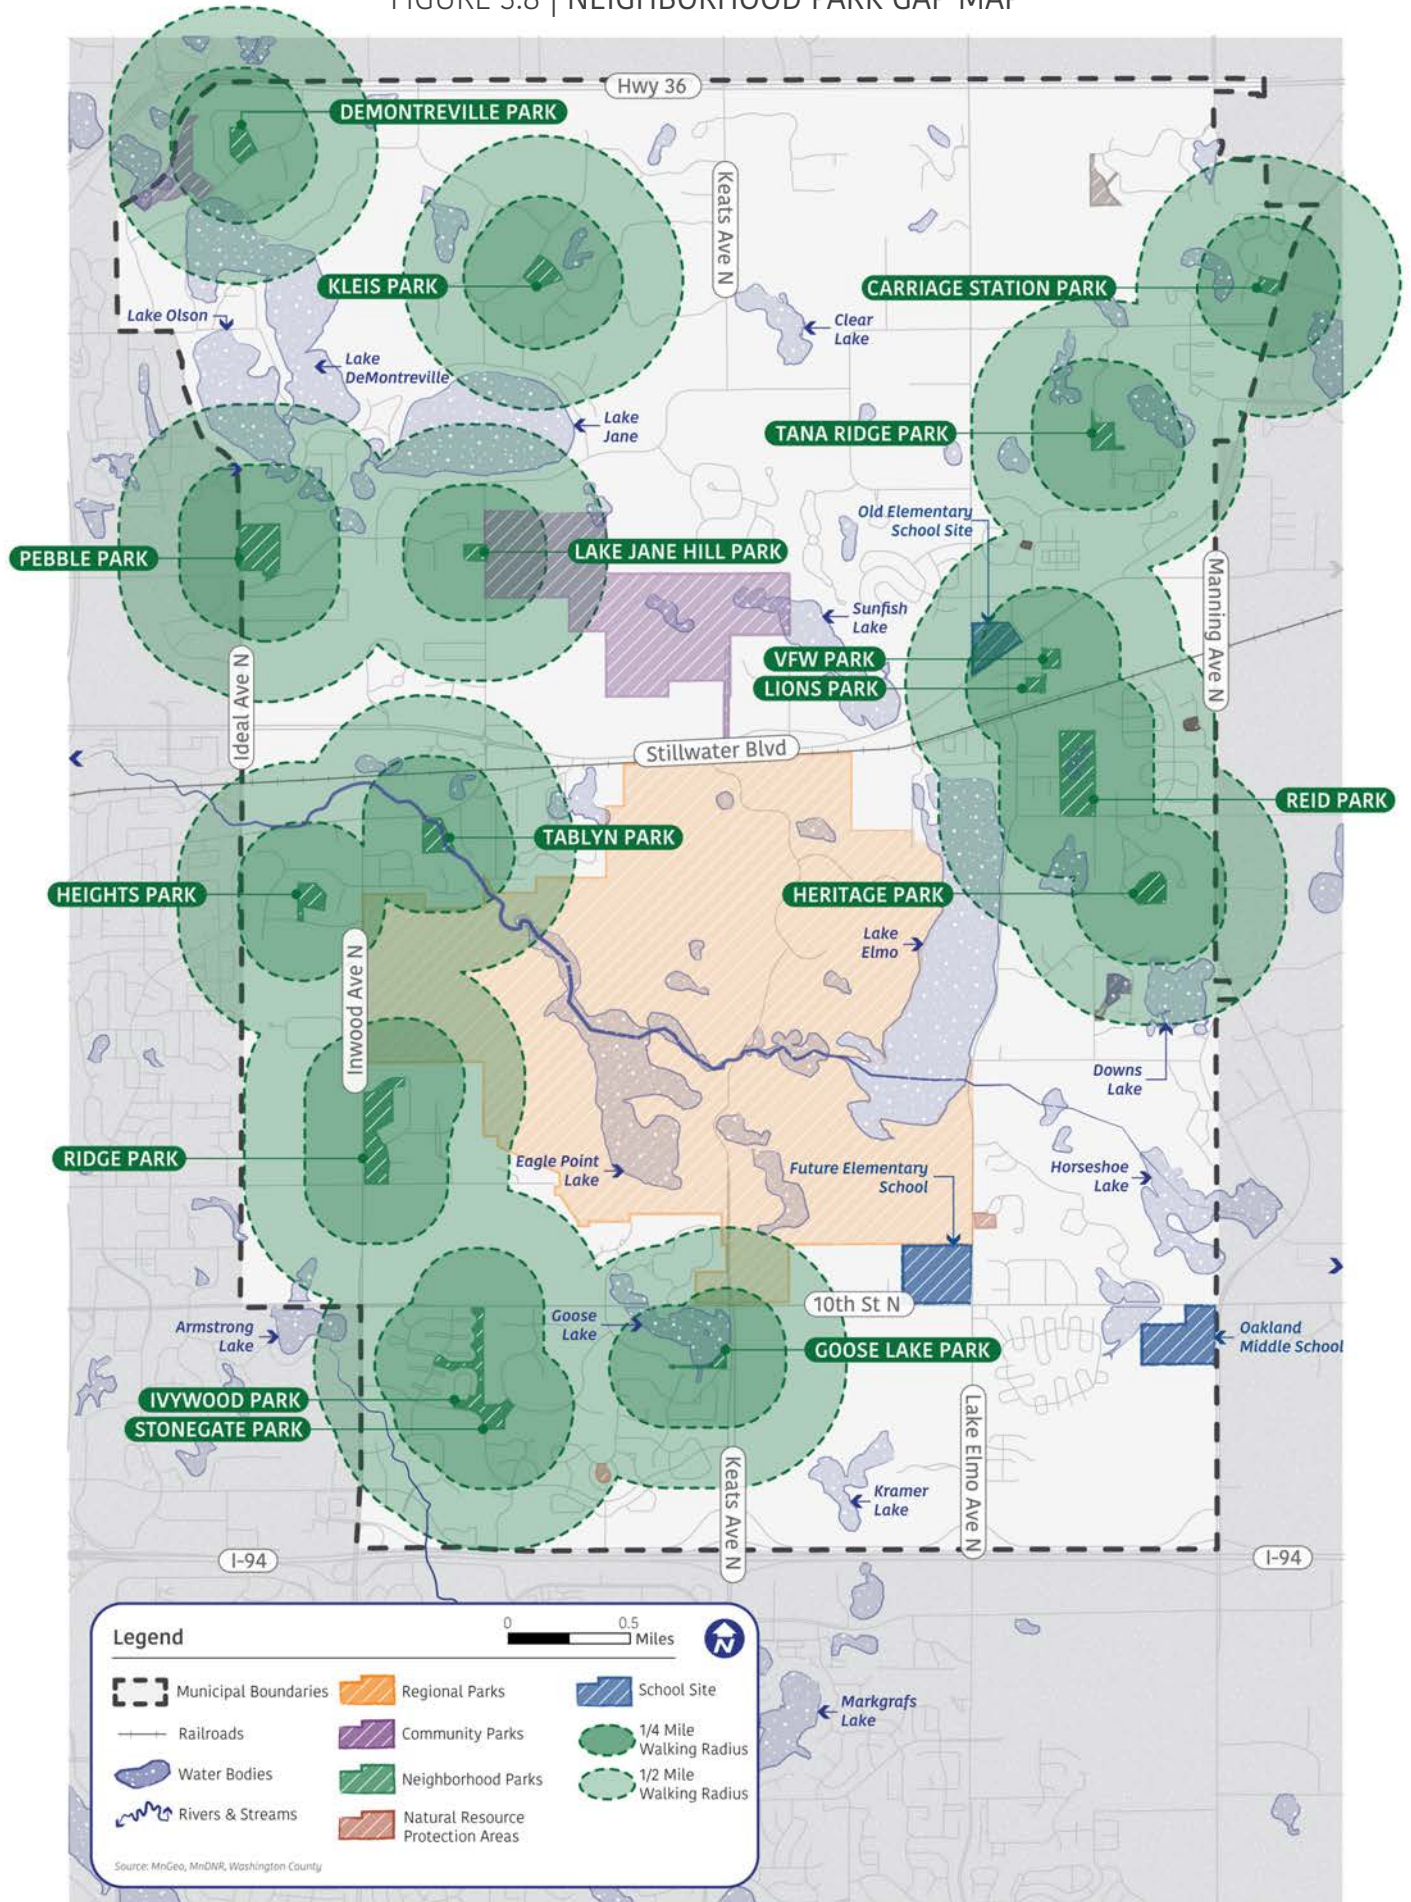 FIGURE 3.8 | NEIGHBORHOOD PARK GAP MAP
Hwy 36
DEMONTREVILLE PARK
Keats Ave N
KLEIS PARK
CARRIAGE STATION PARK
Lake Olson
Clear
Lake
Lake
DeMontreville
Lake
Jane
TANA RIDGE PARK
Old Elementary
School Site
PEBBLE PARK
LAKE JANE HILL PARK
Manning Ave N
Sunfish
Lake
VFW PARK
LIONS PARK
Ideal Ave N
Stillwater Blvd
REID PARK
TABLYN PARK
HEIGHTS PARK
HERITAGE PARK
Lake
Elmo
Inwood Ave N
Downs
Lake
RIDGE PARK
Eagle Point
Lake
Future Elementary
School
Horseshoe
Lake
10th St N
Goose
Lake
Armstrong
Lake
GOOSE LAKE PARK
Oakland
Middle School
IVYWOOD PARK
STONEGATE PARK
Lake Elmo Ave N
Keats Ave N
Kramer
Lake
I-94
I-94
Legend
0 0.5
Miles
N
Municipal Boundaries
Railroads
Water Bodies
Rivers & Streams
Regional Parks
Community Parks
Neighborhood Parks
Natural Resource
Protection Areas
School Site
1/4 Mile
Walking Radius
1/2 Mile
Walking Radius
Source: MnGeo, MnDNR, Washington County
Markgrafs
Lake